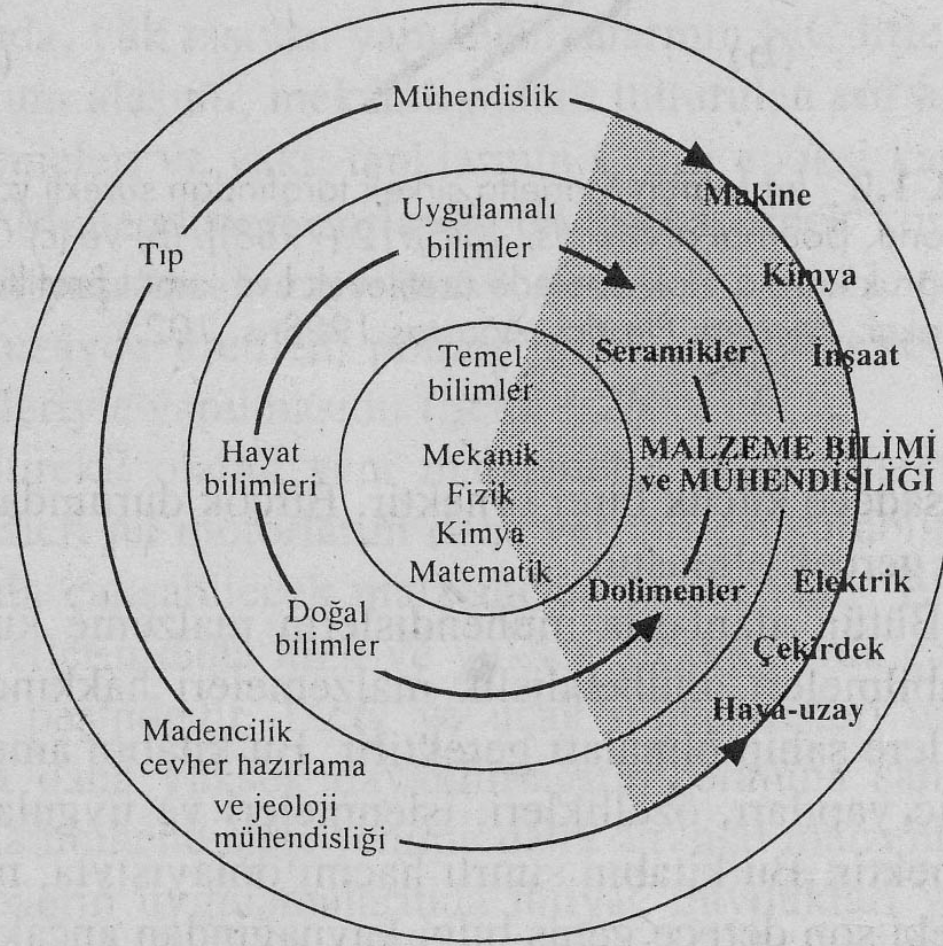 Mühendislik
Makine
Kimya
İnşaat
Tıp
Uygulamalı
bilimler
Seramikler
Temel
bilimler
Mekanik
Fizik
Kimya
Matematik
Hayat
bilimleri
MALZEME BİLİMİ
ve MÜHENDİSLİĞİ
Doğal
bilimler
Dolimenler
Elektrik
Çekirdek
Hava-uzay
Madencilik
cevher hazırlama
ve jeoloji
mühendisliği